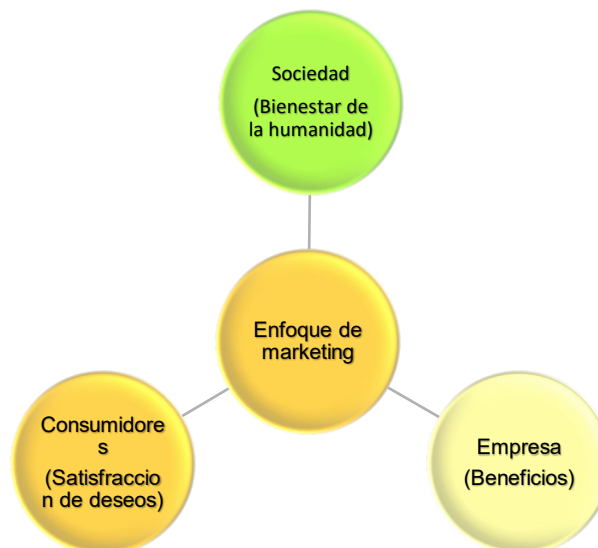 Sociedad
(Bienestar de
la humanidad)
Enfoque de
marketing
Consumidore
s
(Satisfraccio
n de deseos)
Empresa
(Beneficios)